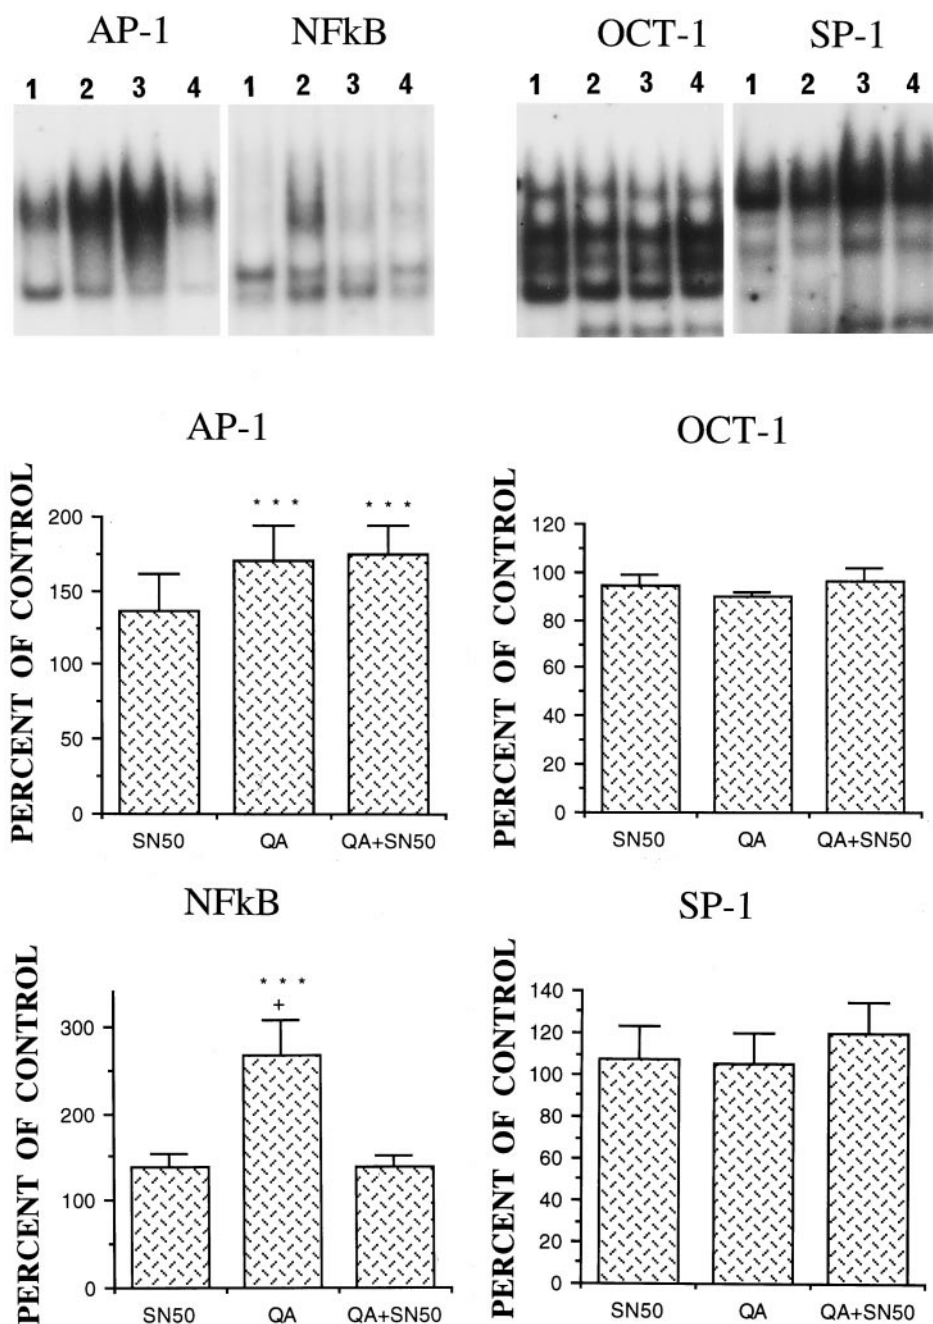 AP-1 NFkB OCT-1 SP-1
1 2 3 4 1 2 3 4 1 2 3 4 1 2 3 4
AP-1
PERCENT OF CONTROL
200
150
100
50
0
* * *
* * *
SN50 QA QA+SN50
OCT-1
PERCENT OF CONTROL
120
100
80
60
40
20
0
SN50 QA QA+SN50
NFkB
PERCENT OF CONTROL
300
200
100
0
* * *
+
SN50 QA QA+SN50
SP-1
PERCENT OF CONTROL
140
120
100
80
60
40
20
0
SN50 QA QA+SN50